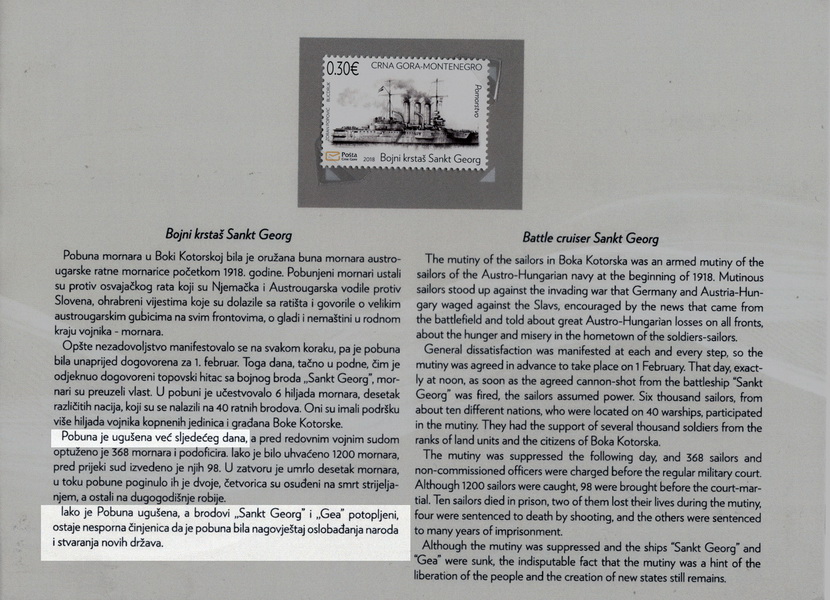 0.30€
CRNA GORA-MONTENEGRO
Pomorstvo
Pošta
Crne Gore
2018
Bojni krstaš Sankt Georg
Bojni krstaš Sankt Georg
Pobuna mornara u Boki Kotorskoj bila je oružana buna mornara austro-
ugarske ratne mornarice početkom 1918. godine. Pobunjeni mornari ustali
su protiv osvajačkog rata koji su Njemačka i Austrougarska vodile protiv
Slovena, ohrabreni vijestima koje su dolazile sa ratišta i govorile o velikim
austrougarskim gubicima na svim frontovima, o gladi i nemaštini u rodnom
kraju vojnika - mornara.
Opšte nezadovoljstvo manifestovalo se na svakom koraku, pa je pobuna
bila unaprijed dogovorena za 1. februar. Toga dana, tačno u podne, čim je
odjeknuo dogovoreni topovski hitac sa bojnog broda „Sankt Georg", mor-
nari su preuzeli vlast. U pobuni je učestvovalo 6 hiljada mornara, desetak
različitih nacija, koji su se nalazili na 40 ratnih brodova. Oni su imali podršku
više hiljada vojnika kopnenih jedinica i građana Boke Kotorske.
Pobuna je ugušena već sljedećeg dana, a pred redovnim vojnim sudom
optuženo je 368 mornara i podoficira. Iako je bilo uhvaćeno 1200 mornara,
pred prijeki sud izvedeno je njih 98. U zatvoru je umrlo desetak mornara,
u toku pobune poginulo ih je dvoje, četvorica su osuđeni na smrt strijelja-
njem, a ostali na dugogodišnje robije.
Iako je Pobuna ugušena, a brodovi „Sankt Georg" i „Gea" potopljeni,
ostaje nesporna činjenica da je pobuna bila nagovještaj oslobađanja naroda
i stvaranja novih država.
Battle cruiser Sankt Georg
The mutiny of the sailors in Boka Kotorska was an armed mutiny of the
sailors of the Austro-Hungarian navy at the beginning of 1918. Mutinous
sailors stood up against the invading war that Germany and Austria-Hun-
gary waged against the Slavs, encouraged by the news that came from
the battlefield and told about great Austro-Hungarian losses on all fronts,
about the hunger and misery in the hometown of the soldiers-sailors.
General dissatisfaction was manifested at each and every step, so the
mutiny was agreed in advance to take place on 1 February. That day, exact-
ly at noon, as soon as the agreed cannon-shot from the battleship "Sankt
Georg" was fired, the sailors assumed power. Six thousand sailors, from
about ten different nations, who were located on 40 warships, participated
in the mutiny. They had the support of several thousand soldiers from the
ranks of land units and the citizens of Boka Kotorska.
The mutiny was suppressed the following day, and 368 sailors and
non-commissioned officers were charged before the regular military court.
Although 1200 sailors were caught, 98 were brought before the court-mar-
tial. Ten sailors died in prison, two of them lost their lives during the mutiny,
four were sentenced to death by shooting, and the others were sentenced
to many years of imprisonment.
Although the mutiny was suppressed and the ships "Sankt Georg" and
"Gea" were sunk, the indisputable fact that the mutiny was a hint of the
liberation of the people and the creation of new states still remains.